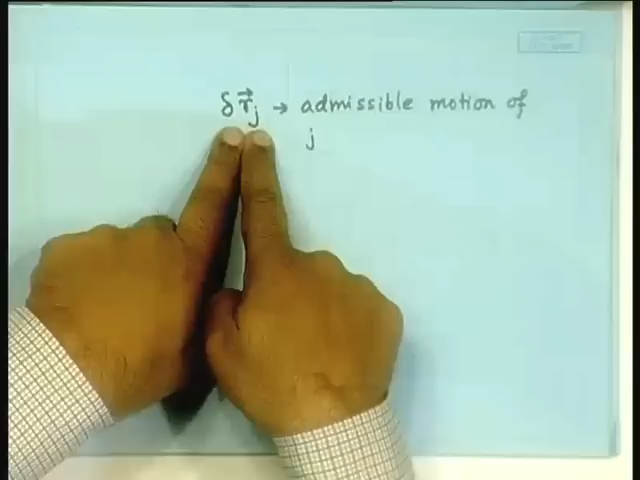 δr⃗ⱼ → admissible motion of
j